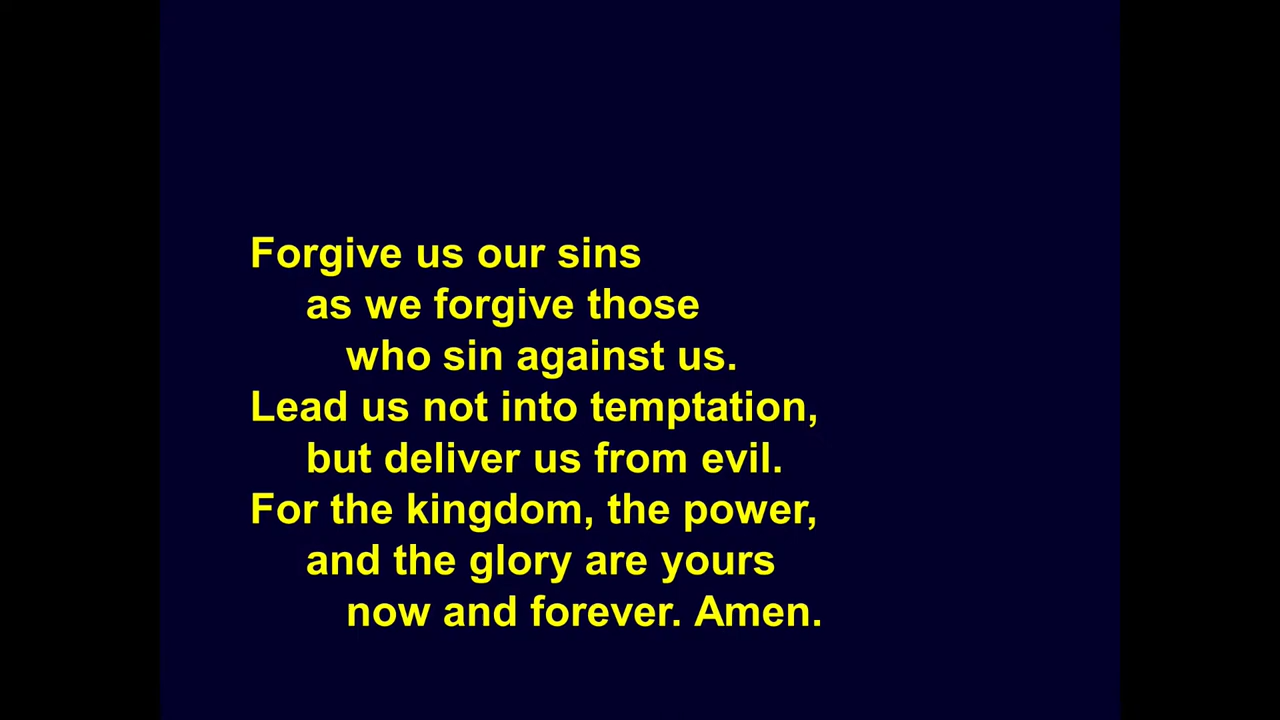 Forgive us our sins
as we forgive those
who sin against us.
Lead us not into temptation,
but deliver us from evil.
For the kingdom, the power,
and the glory are yours
now and forever. Amen.